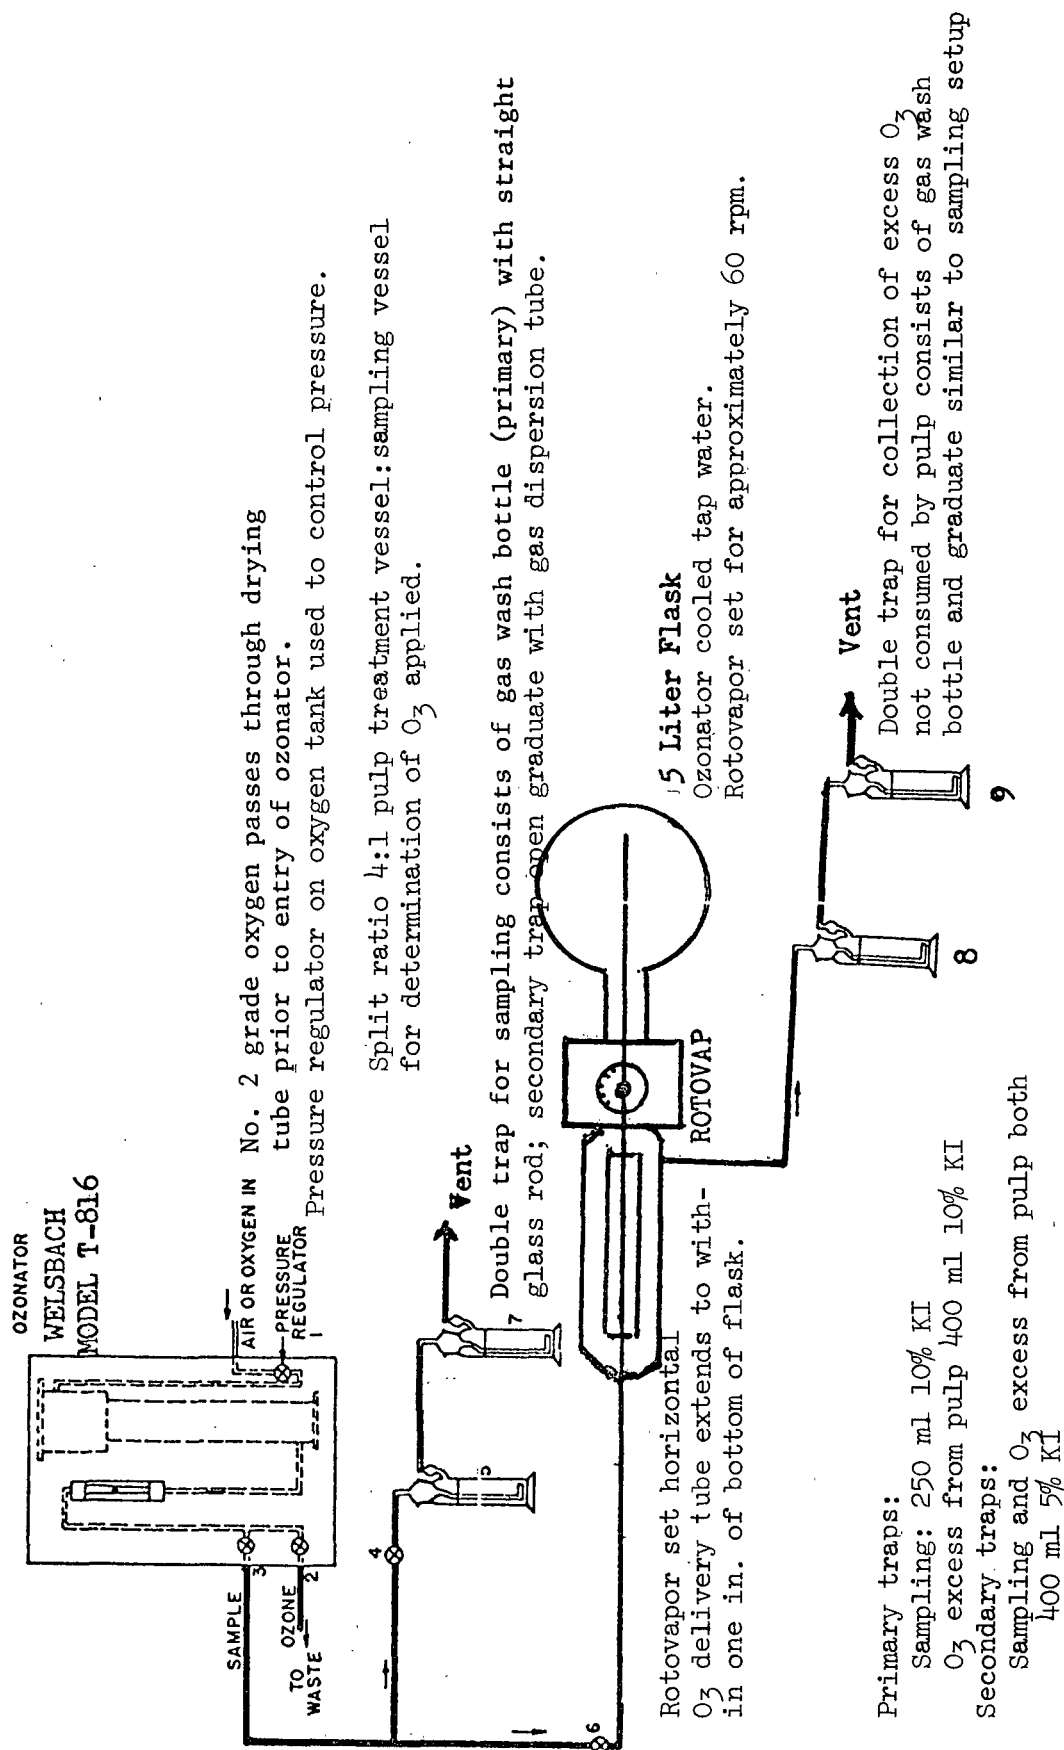 OZONATOR
WELSBACH
MODEL T-816
AIR OR OXYGEN IN
PRESSURE
REGULATOR
1
No. 2 grade oxygen passes through drying
tube prior to entry of ozonator.
Pressure regulator on oxygen tank used to control pressure.
SAMPLE
3
OZONE
2
TO
WASTE
Split ratio 4:1 pulp treatment vessel:sampling vessel
for determination of O3 applied.
4
5
7
Vent
Double trap for sampling consists of gas wash bottle (primary) with straight
glass rod; secondary trap open graduate with gas dispersion tube.
6
Rotovapor set horizontal
O3 delivery tube extends to with-
in one in. of bottom of flask.
ROTOVAP
5 Liter Flask
Ozonator cooled tap water.
Rotovapor set for approximately 60 rpm.
8
9
Vent
Double trap for collection of excess O3
not consumed by pulp consists of gas wash
bottle and graduate similar to sampling setup
Primary traps:
Sampling: 250 ml 10% KI
O3 excess from pulp 400 ml 10% KI
Secondary traps:
Sampling and O3 excess from pulp both
400 ml 5% KI